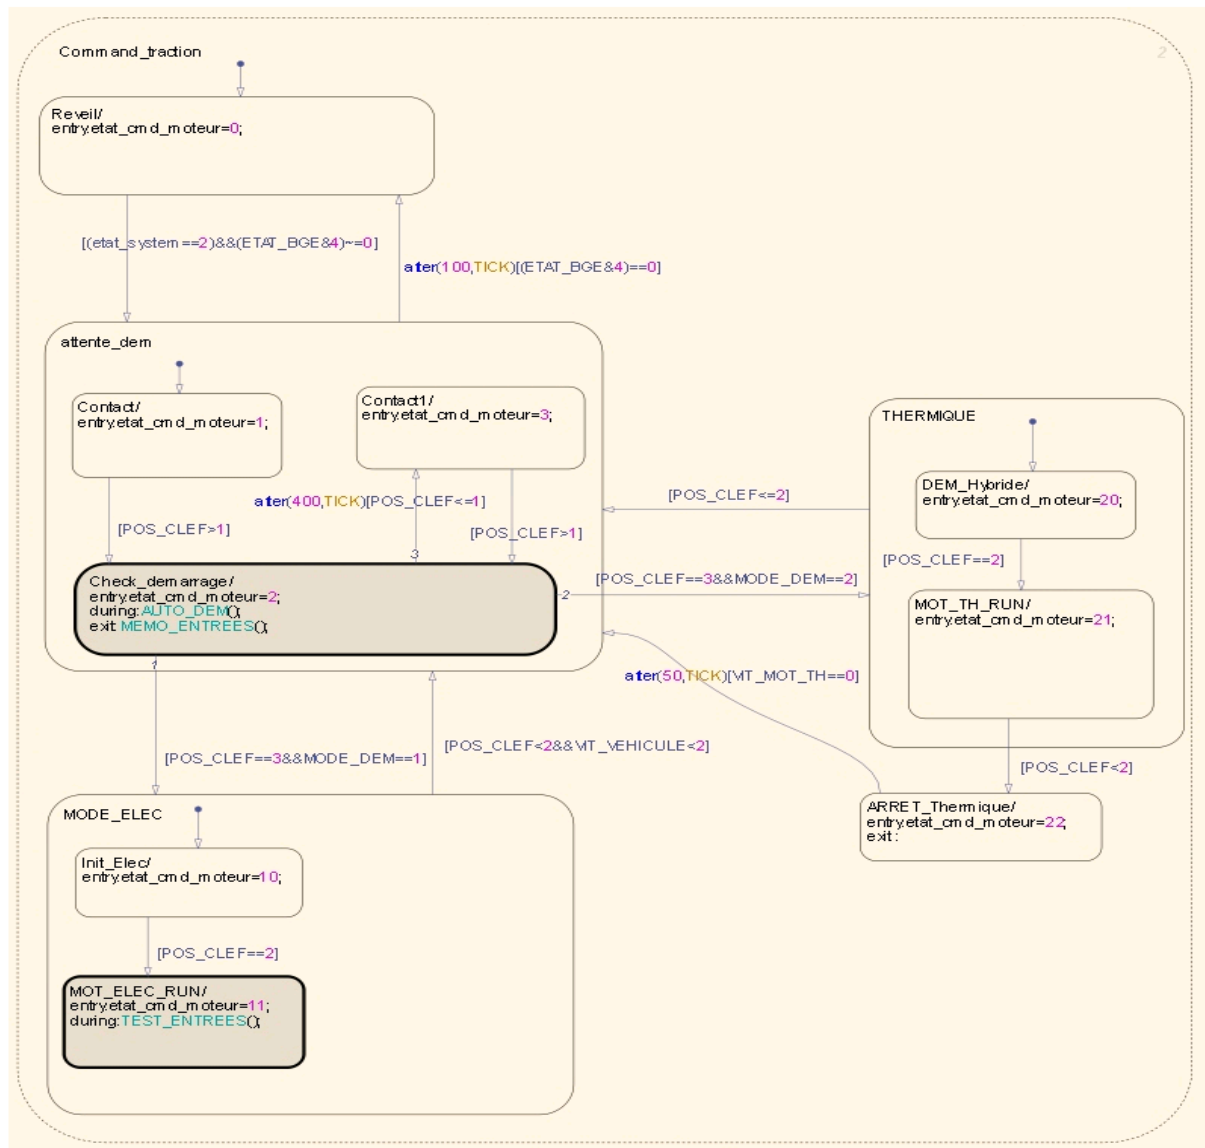 Command_traction
2
Reveil/
entry:etat_cmd_moteur=0;
[(etat_system==2)&&(ETAT_BGE&4)~=0]
after(100,TICK)[(ETAT_BGE&4)==0]
attente_dem
Contact/
entry:etat_cmd_moteur=1;
Contact1/
entry:etat_cmd_moteur=3;
THERMIQUE
DEM_Hybride/
entry:etat_cmd_moteur=20;
after(400,TICK)[POS_CLEF<=1]
[POS_CLEF<=2]
[POS_CLEF>1]
[POS_CLEF>1]
3
[POS_CLEF==2]
Check_demarrage/
entry:etat_cmd_moteur=2;
during:AUTO_DEM();
exit:MEMO_ENTREES();
[POS_CLEF==3&&MODE_DEM==2]
2
MOT_TH_RUN/
entry:etat_cmd_moteur=21;
1
after(50,TICK)[VIT_MOT_TH==0]
[POS_CLEF<2&&VIT_VEHICULE<2]
[POS_CLEF==3&&MODE_DEM==1]
[POS_CLEF<2]
MODE_ELEC
ARRET_Thermique/
entry:etat_cmd_moteur=22;
exit:
Init_Elec/
entry:etat_cmd_moteur=10;
[POS_CLEF==2]
MOT_ELEC_RUN/
entry:etat_cmd_moteur=11;
during:TEST_ENTREES();